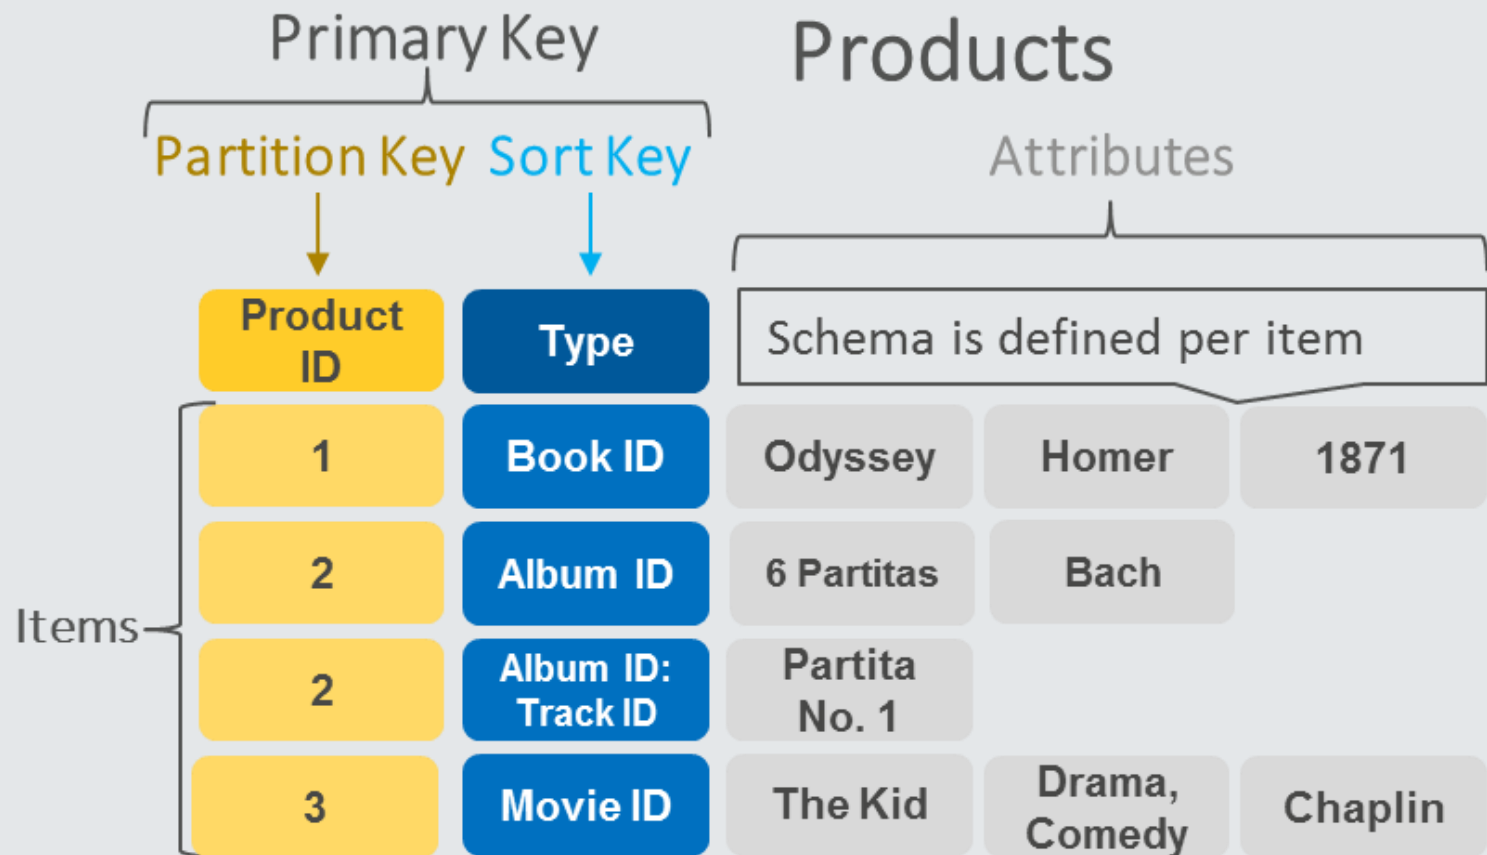 Primary Key
Products
Partition Key
Sort Key
Attributes
Product
ID
Type
Schema is defined per item
Items
1
Book ID
Odyssey
Homer
1871
2
Album ID
6 Partitas
Bach
2
Album ID:
Track ID
Partita
No. 1
3
Movie ID
The Kid
Drama,
Comedy
Chaplin